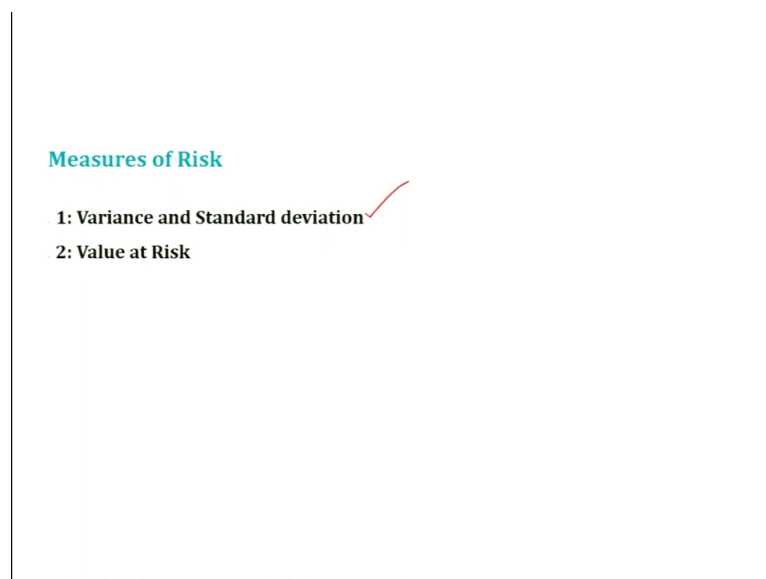 Measures of Risk
1: Variance and Standard deviation
2: Value at Risk